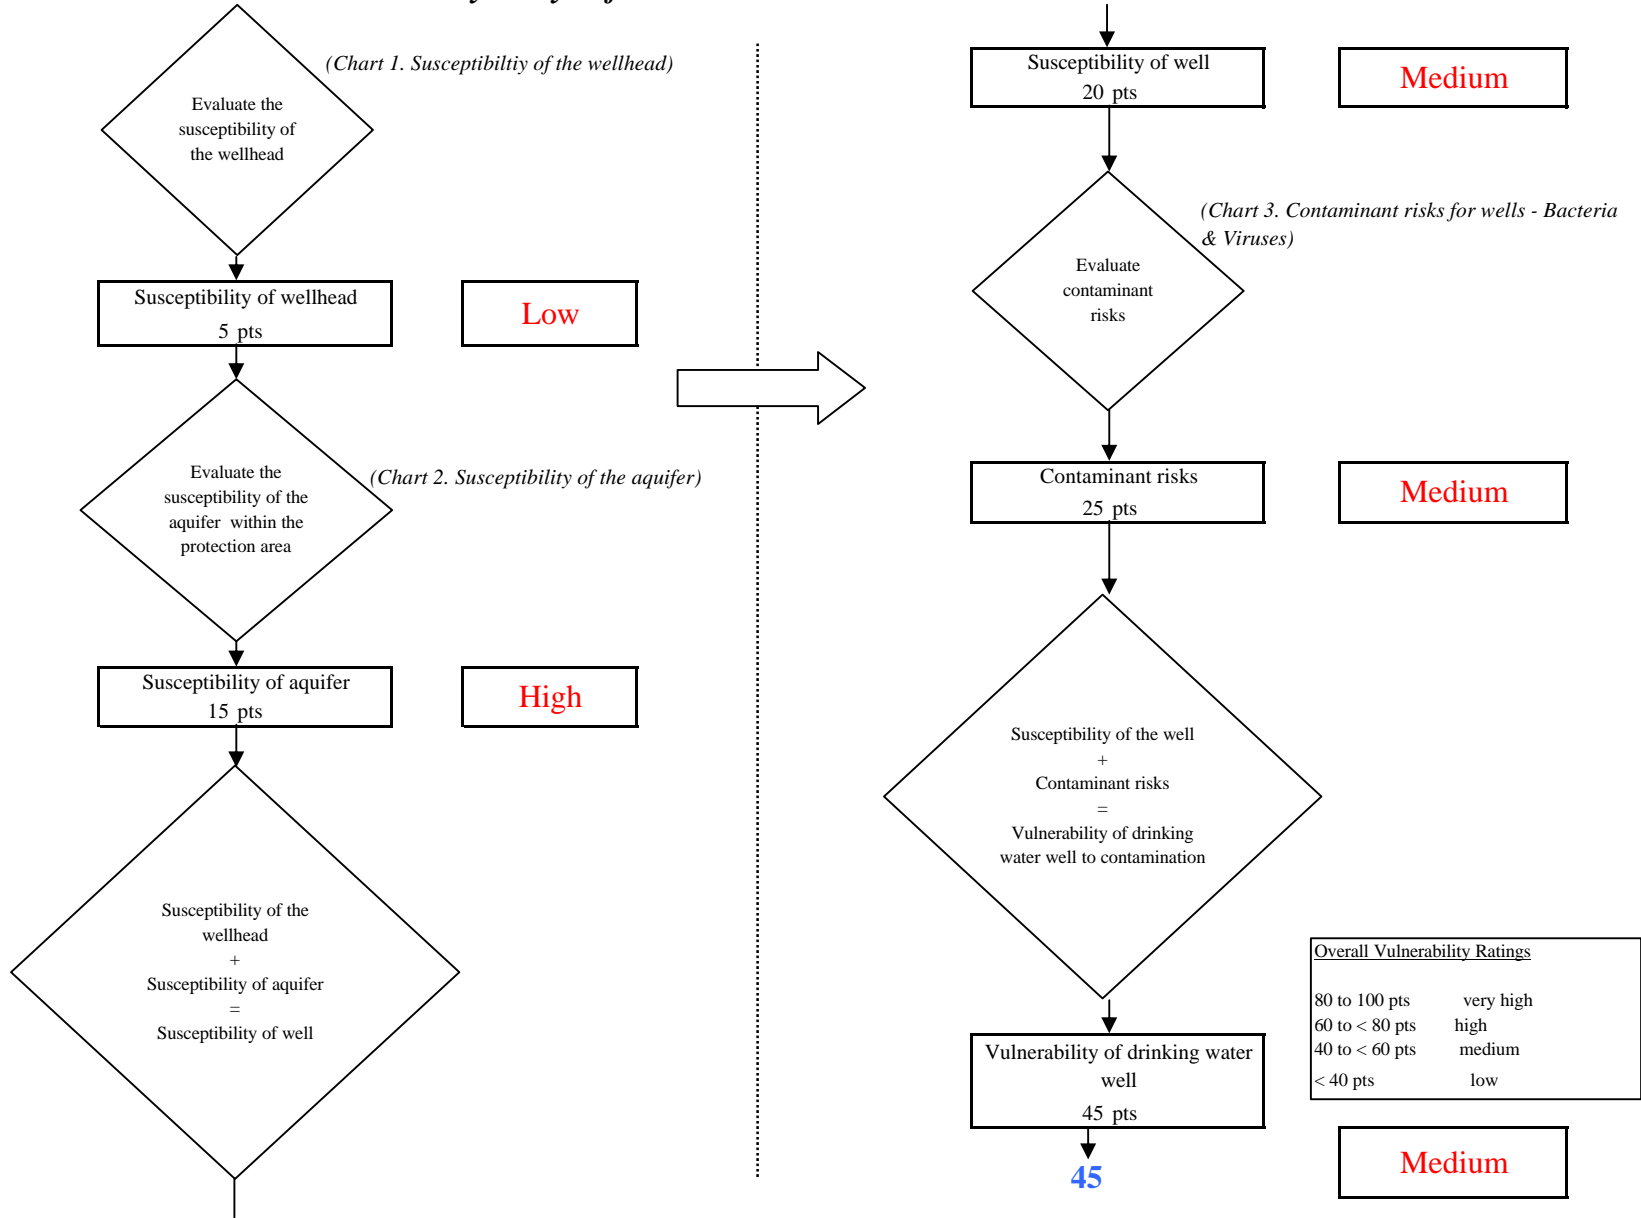 (Chart 1. Susceptibiltiy of the wellhead)
Evaluate the
susceptibility of
the wellhead
Susceptibility of wellhead
5 pts
Low
Evaluate the
susceptibility of the
aquifer within the
protection area
(Chart 2. Susceptibility of the aquifer)
Susceptibility of aquifer
15 pts
High
Susceptibility of the
wellhead
+
Susceptibility of aquifer
=
Susceptibility of well
Susceptibility of well
20 pts
Medium
(Chart 3. Contaminant risks for wells - Bacteria
& Viruses)
Evaluate
contaminant
risks
Contaminant risks
25 pts
Medium
Susceptibility of the well
+
Contaminant risks
=
Vulnerability of drinking
water well to contamination
Overall Vulnerability Ratings
80 to 100 pts very high
60 to < 80 pts high
40 to < 60 pts medium
< 40 pts low
Vulnerability of drinking water
well
45 pts
Medium
45